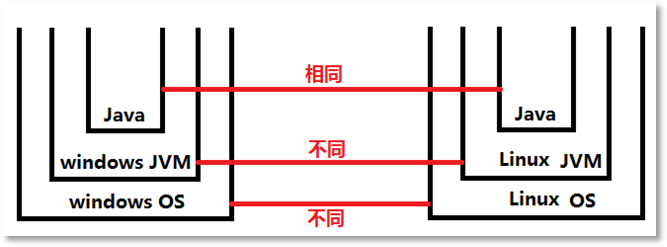 相同
Java
Java
不同
windows JVM
Linux JVM
windows OS
Linux OS
不同